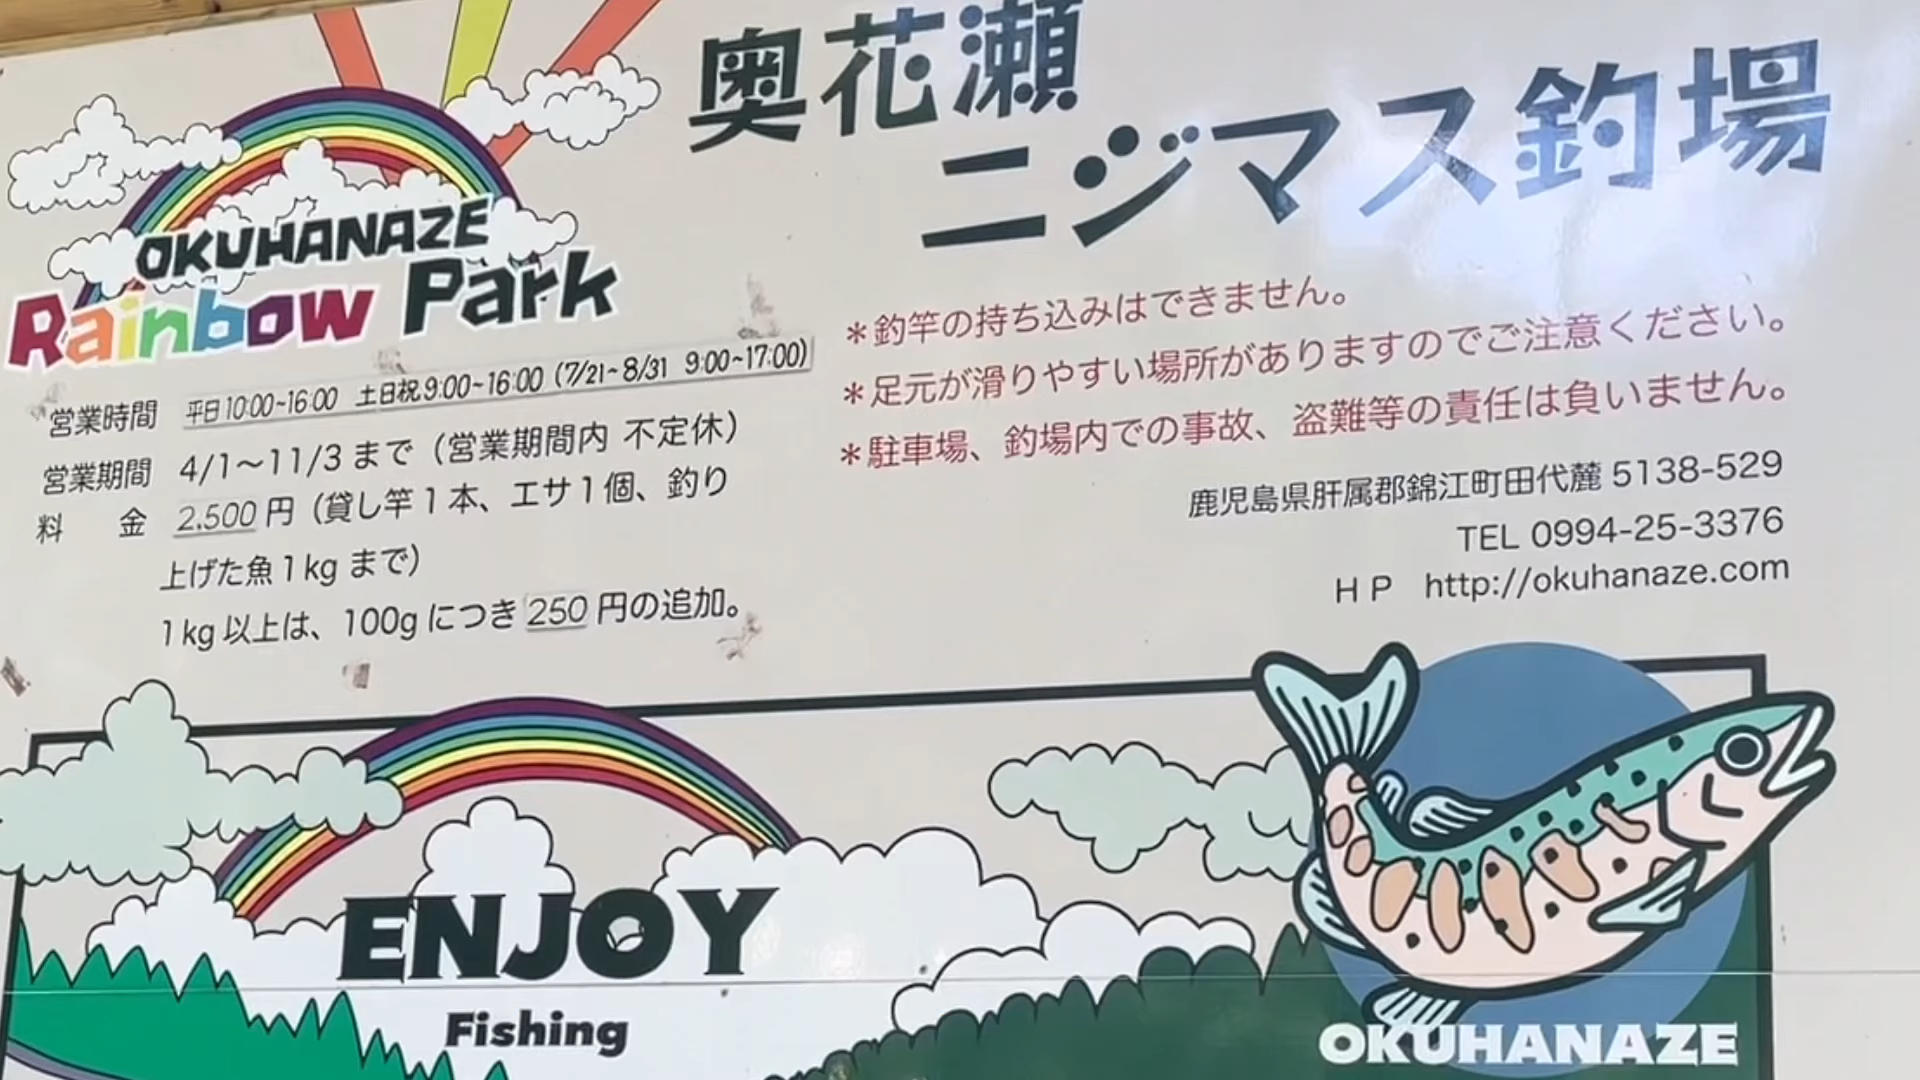 奥花瀬
ニジマス釣場
OKUHANAZE
Rainbow Park
営業時間 平日10:00~16:00 土日祝9:00~16:00（7/21~8/31 9:00~17:00）
営業期間 4/1～11/3まで（営業期間内 不定休）
料 金 2,500円（貸し竿1本、エサ1個、釣り
上げた魚1kgまで）
1kg以上は、100gにつき250円の追加。
＊釣竿の持ち込みはできません。
＊足元が滑りやすい場所がありますのでご注意ください。
＊駐車場、釣場内での事故、盗難等の責任は負いません。
鹿児島県肝属郡錦江町田代麓5138-529
TEL 0994-25-3376
HP http://okuhanaze.com
ENJOY
Fishing
OKUHANAZE